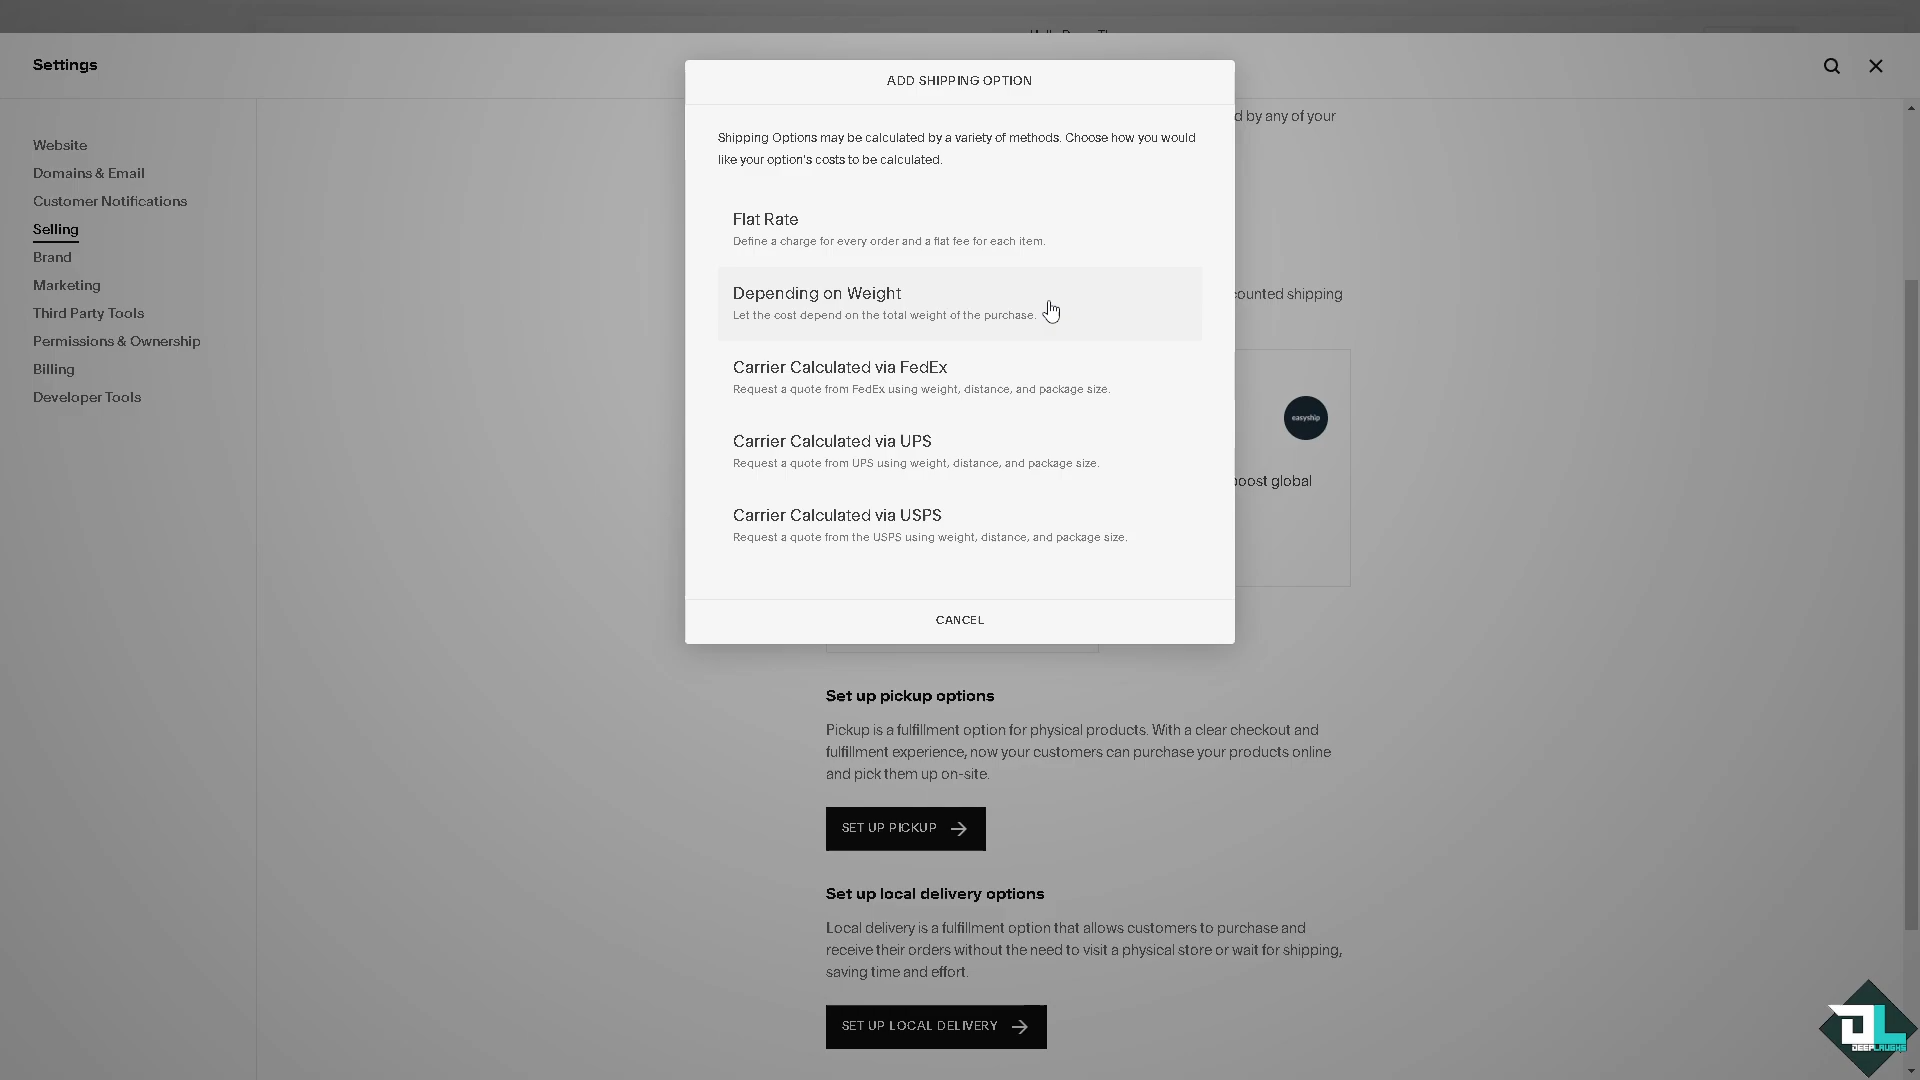 Settings
Website
Domains & Email
Customer Notifications
Selling
Brand
Marketing
Third Party Tools
Permissions & Ownership
Billing
Developer Tools
ADD SHIPPING OPTION
Shipping Options may be calculated by a variety of methods. Choose how you would
like your option's costs to be calculated.
Flat Rate
Define a charge for every order and a flat fee for each item.
Depending on Weight
Let the cost depend on the total weight of the purchase.
Carrier Calculated via FedEx
Request a quote from FedEx using weight, distance, and package size.
Carrier Calculated via UPS
Request a quote from UPS using weight, distance, and package size.
Carrier Calculated via USPS
Request a quote from the USPS using weight, distance, and package size.
CANCEL
d by any of your
counted shipping
easyship
boost global
Set up pickup options
Pickup is a fulfillment option for physical products. With a clear checkout and
fulfillment experience, now your customers can purchase your products online
and pick them up on-site.
SET UP PICKUP
Set up local delivery options
Local delivery is a fulfillment option that allows customers to purchase and
receive their orders without the need to visit a physical store or wait for shipping,
saving time and effort.
SET UP LOCAL DELIVERY
DL
DEEPLAUGHS